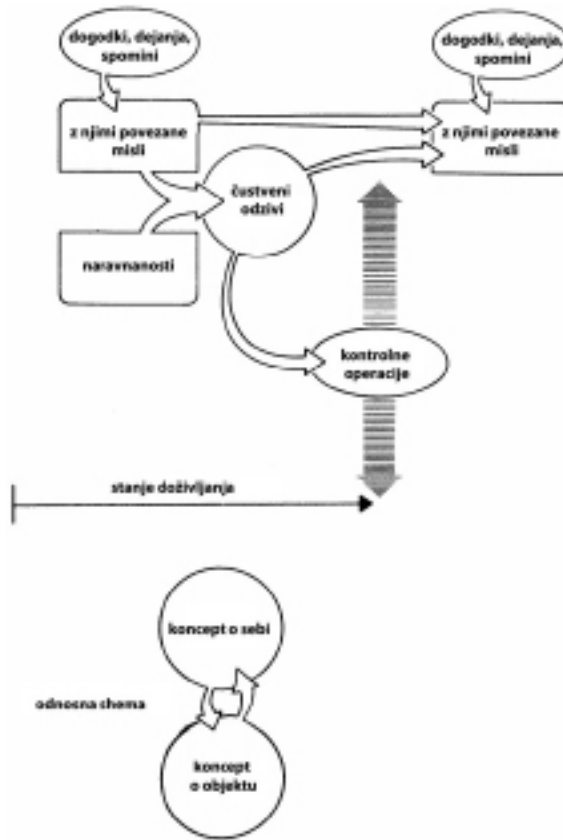 dogodki, dejanja,
spomini
dogodki, dejanja,
spomini
z njimi povezane
misli
z njimi povezane
misli
čustveni
odzivi
naravnanosti
kontrolne
operacije
stanje doživljanja
koncept o sebi
odnosna chema
koncept
o objektu